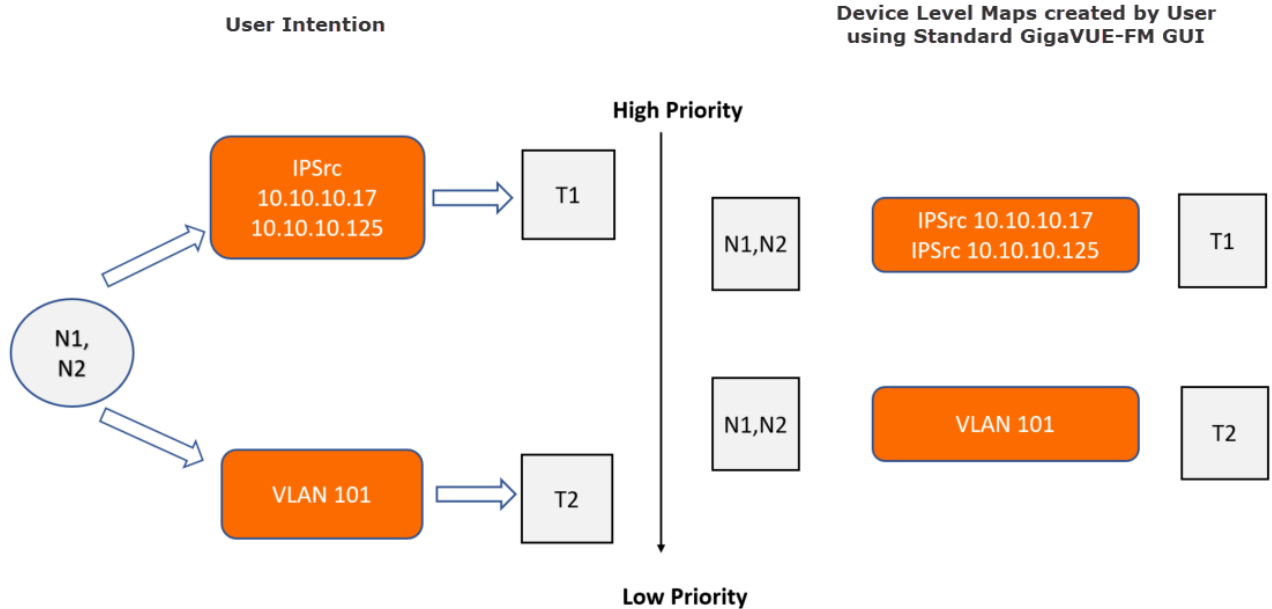 User Intention
Device Level Maps created by User
using Standard GigaVUE-FM GUI
High Priority
IPSrc
10.10.10.17
10.10.10.125
T1
N1,
N2
VLAN 101
T2
N1,N2
IPSrc 10.10.10.17
IPSrc 10.10.10.125
T1
N1,N2
VLAN 101
T2
Low Priority